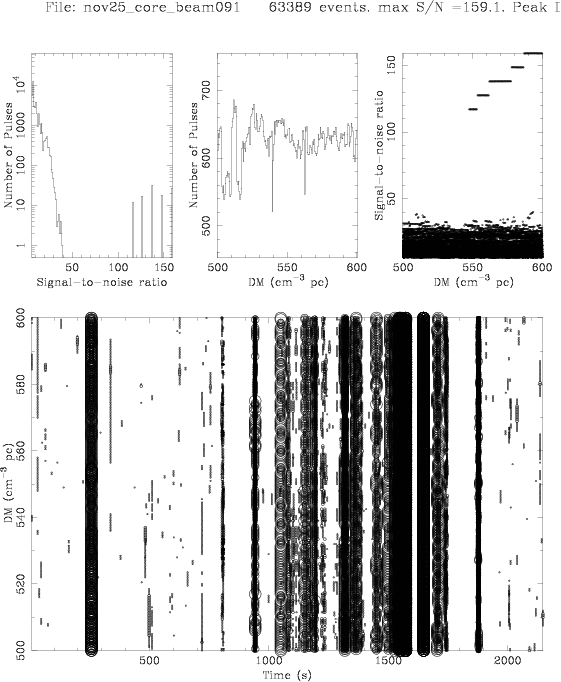 File: nov25_core_beam091 63389 events. max S/N =159.1. Peak
Number of Pulses
1 10 100 1000 10⁴
50 100 150
Signal-to-noise ratio
Number of Pulses
500 600 700
500 550 600
DM (cm⁻³ pc)
Signal-to-noise ratio
50 100 150
500 550 600
DM (cm⁻³ pc)
DM (cm⁻³ pc)
500 520 540 560 580 600
500 1000 1500 2000
Time (s)